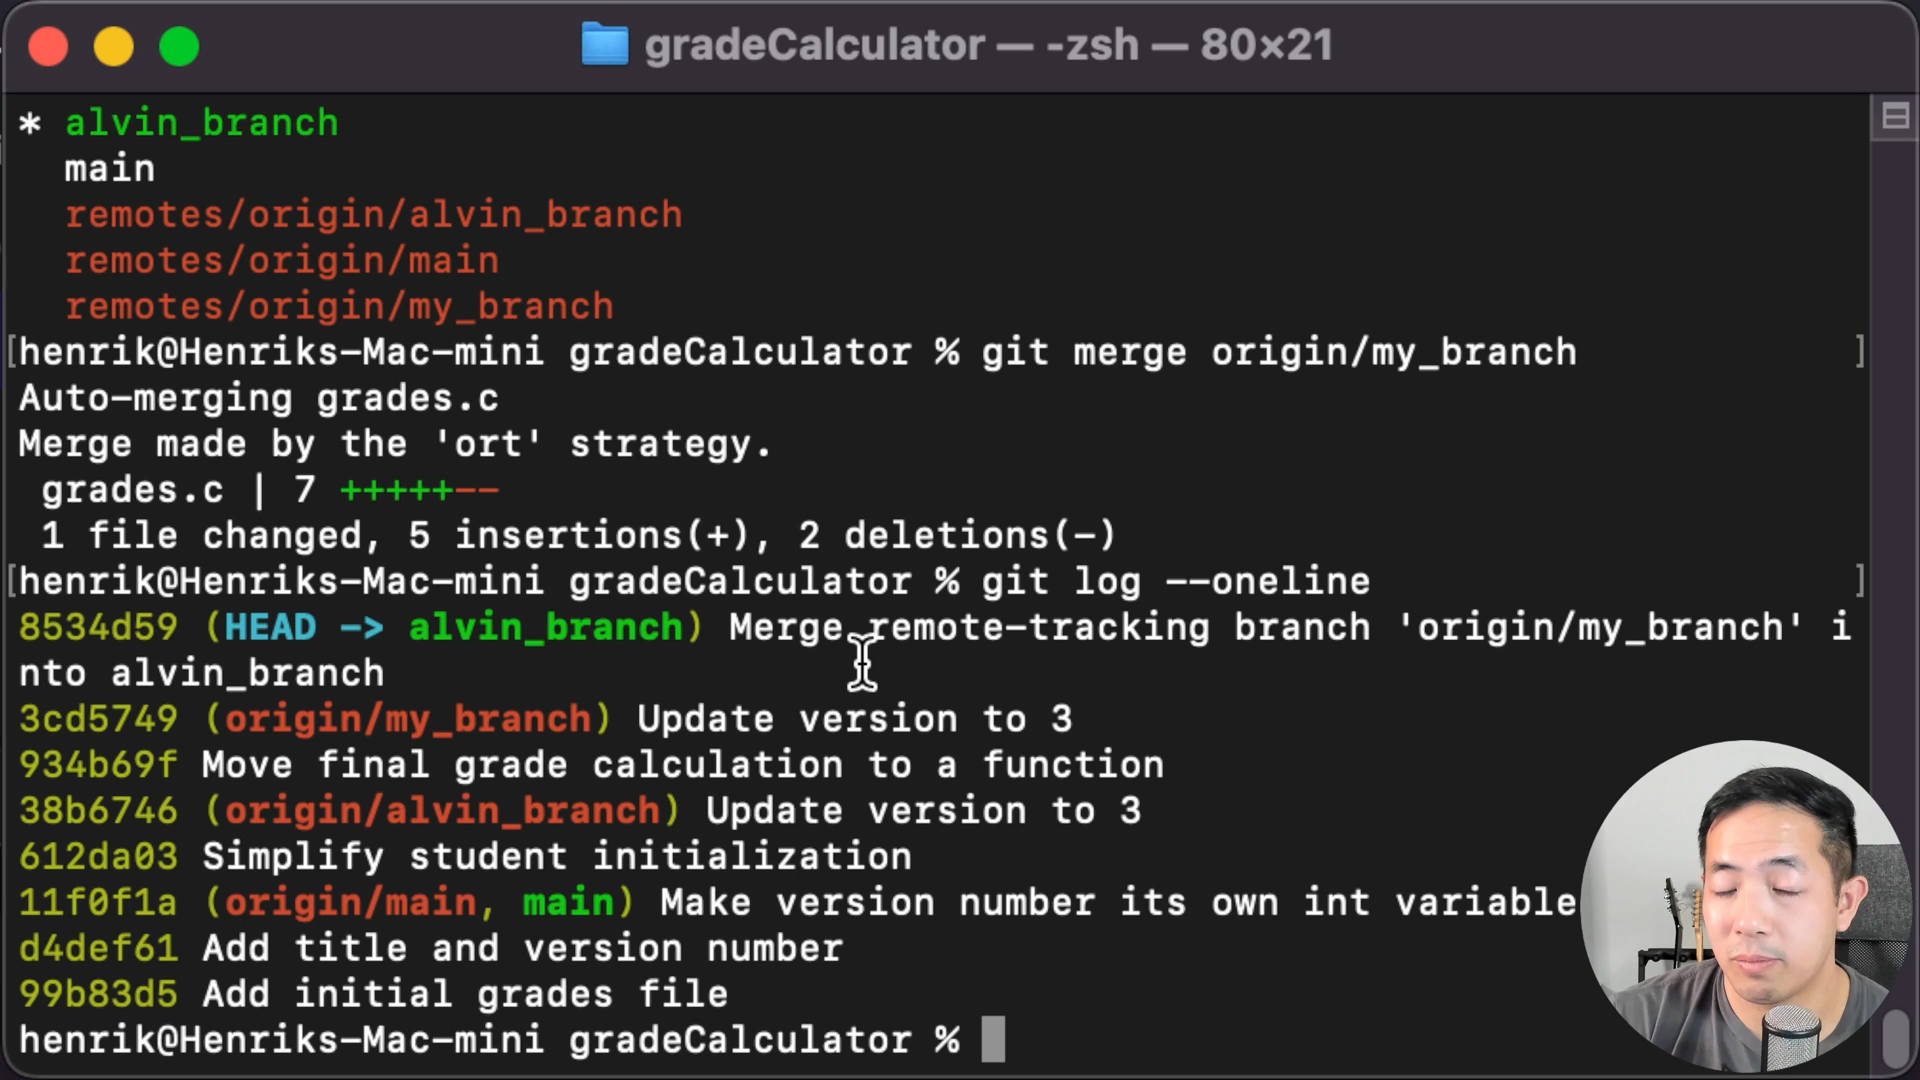 gradeCalculator — -zsh — 80×21
* alvin_branch
main
remotes/origin/alvin_branch
remotes/origin/main
remotes/origin/my_branch
[henrik@Henriks-Mac-mini gradeCalculator % git merge origin/my_branch ]
Auto-merging grades.c
Merge made by the 'ort' strategy.
grades.c | 7 +++++--
1 file changed, 5 insertions(+), 2 deletions(-)
[henrik@Henriks-Mac-mini gradeCalculator % git log --oneline ]
8534d59 (HEAD -> alvin_branch) Merge remote-tracking branch 'origin/my_branch' i
nto alvin_branch
3cd5749 (origin/my_branch) Update version to 3
934b69f Move final grade calculation to a function
38b6746 (origin/alvin_branch) Update version to 3
612da03 Simplify student initialization
11f0f1a (origin/main, main) Make version number its own int variable
d4def61 Add title and version number
99b83d5 Add initial grades file
henrik@Henriks-Mac-mini gradeCalculator %